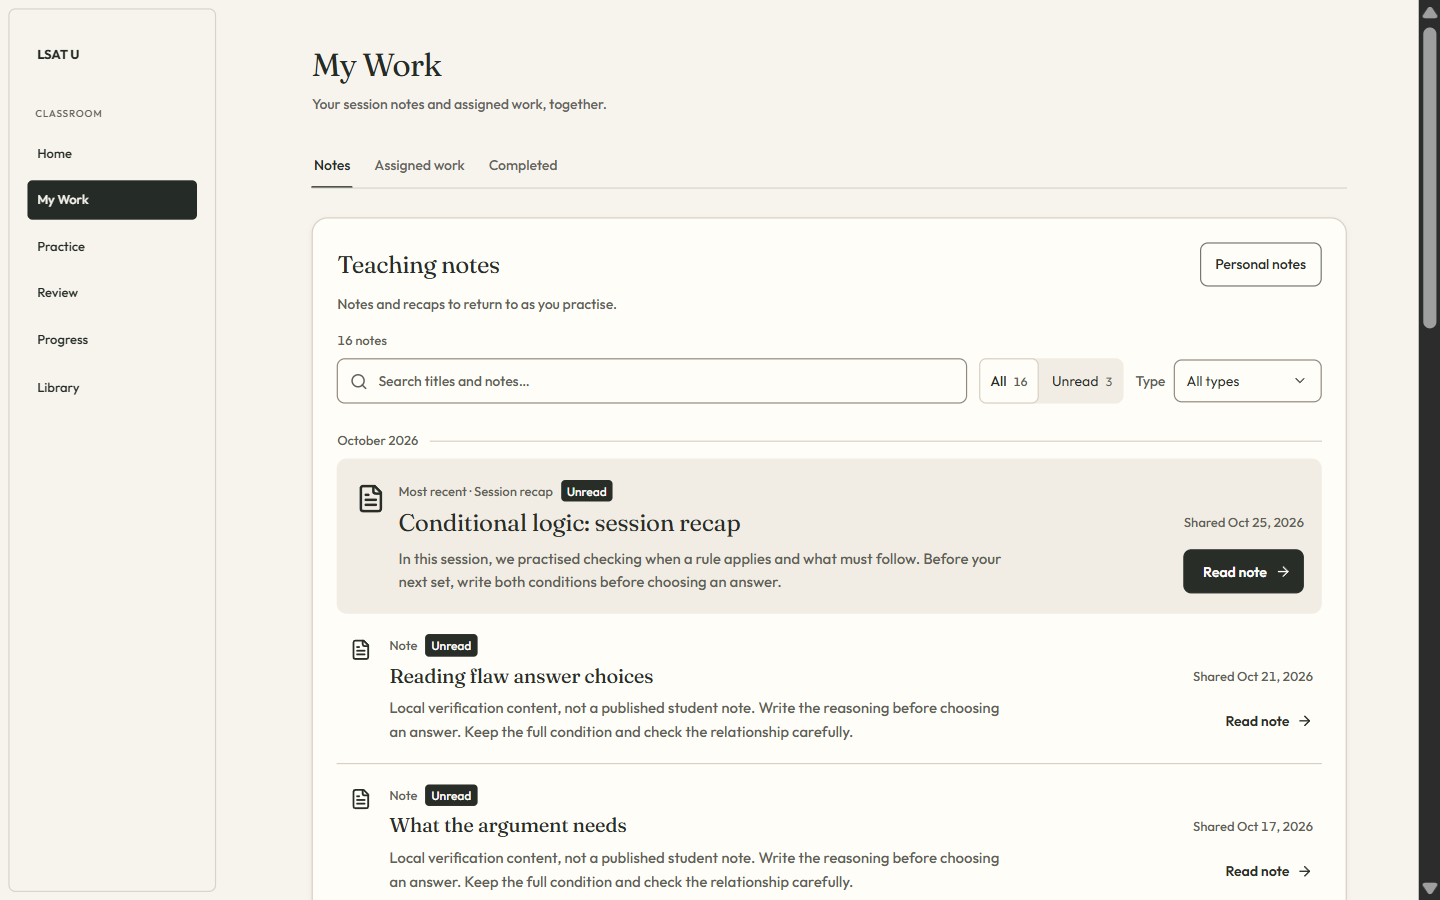 LSAT U
CLASSROOM
Home
My Work
Practice
Review
Progress
Library
My Work
Your session notes and assigned work, together.
Notes
Assigned work
Completed
Teaching notes
Personal notes
Notes and recaps to return to as you practise.
16 notes
Search titles and notes...
All 16
Unread 3
Type
All types
October 2026
Most recent · Session recap
Unread
Conditional logic: session recap
Shared Oct 25, 2026
In this session, we practised checking when a rule applies and what must follow. Before your
next set, write both conditions before choosing an answer.
Read note
Note
Unread
Reading flaw answer choices
Shared Oct 21, 2026
Local verification content, not a published student note. Write the reasoning before choosing
an answer. Keep the full condition and check the relationship carefully.
Read note
Note
Unread
What the argument needs
Shared Oct 17, 2026
Local verification content, not a published student note. Write the reasoning before choosing
an answer. Keep the full condition and check the relationship carefully.
Read note